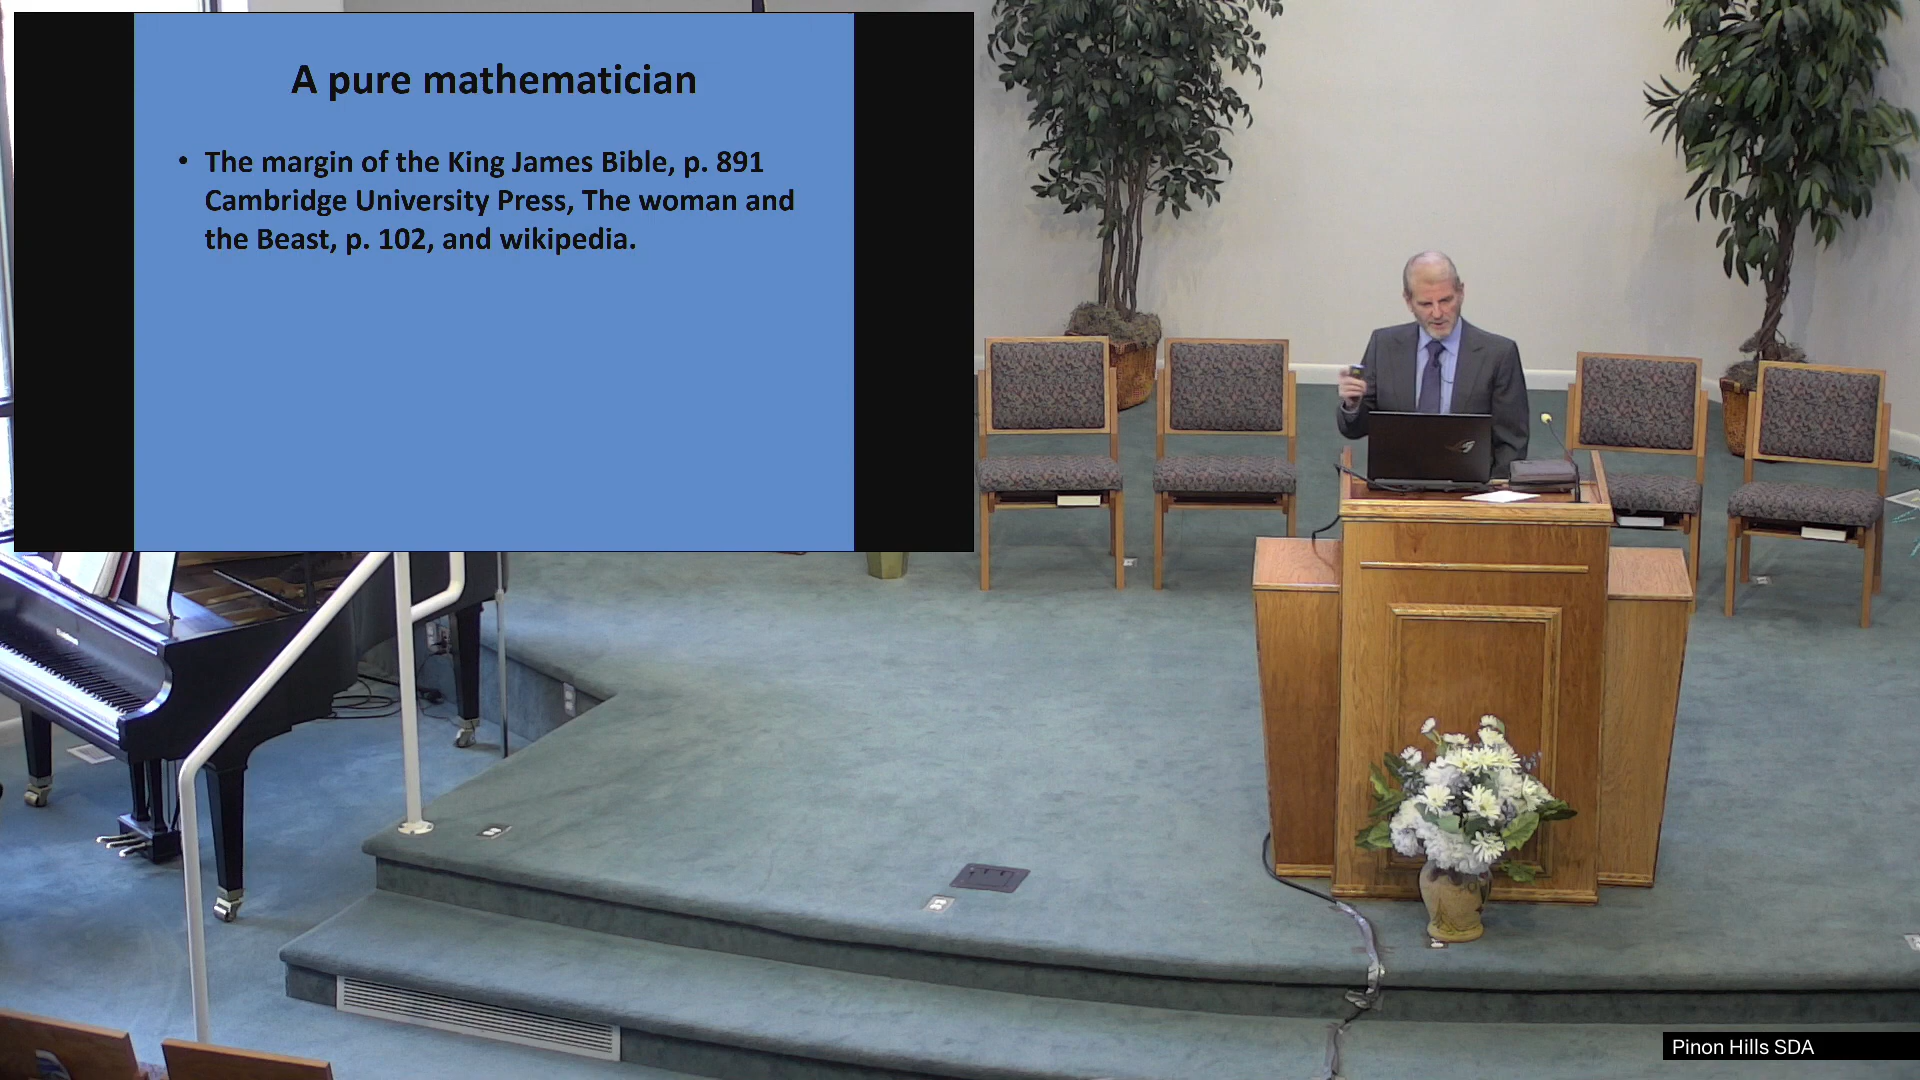 A pure mathematician
• The margin of the King James Bible, p. 891
Cambridge University Press, The woman and
the Beast, p. 102, and wikipedia.
Pinon Hills SDA